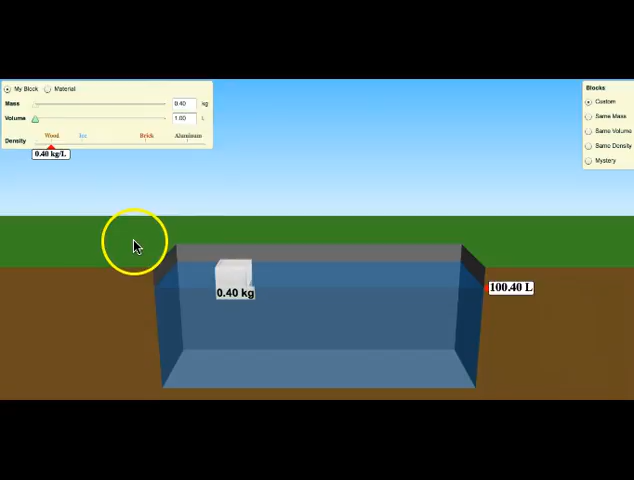 My Block Material
Mass 0.40 kg
Volume 1.00 L
Density Wood Ice Brick Aluminum
0.40 kg/L
Blocks
Custom
Same Mass
Same Volume
Same Density
Mystery
0.40 kg
100.40 L